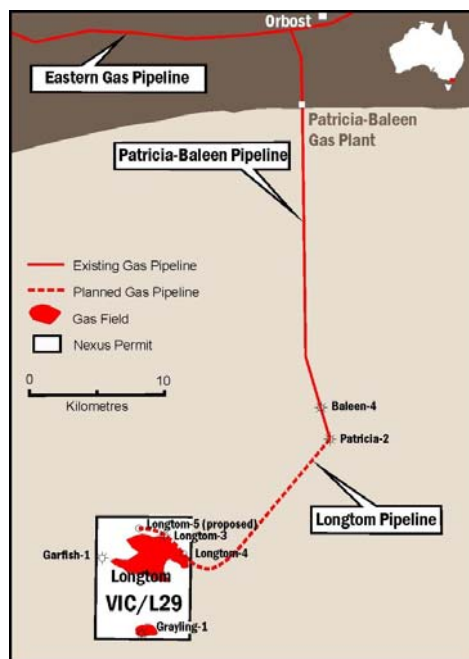 Orbost
Eastern Gas Pipeline
Patricia-Baleen
Gas Plant
Patricia-Baleen Pipeline
Existing Gas Pipeline
Planned Gas Pipeline
Gas Field
Nexus Permit
0 10
Kilometres
Baleen-4
Patricia-2
Longtom Pipeline
Longtom-5 (proposed)
Longtom-3
Longtom-4
Garfish-1
Longtom
VIC/L29
Grayling-1